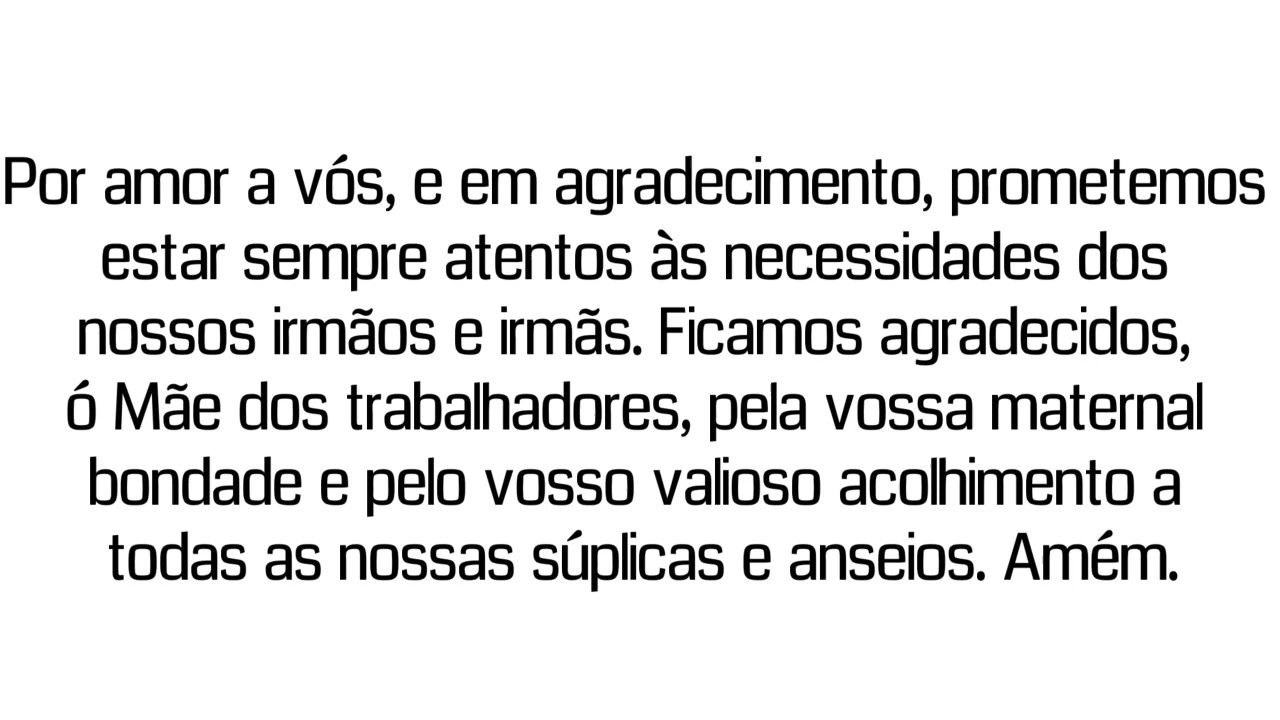 Por amor a vós, e em agradecimento, prometemos
estar sempre atentos às necessidades dos
nossos irmãos e irmãs. Ficamos agradecidos,
ó Mãe dos trabalhadores, pela vossa maternal
bondade e pelo vosso valioso acolhimento a
todas as nossas súplicas e anseios. Amém.